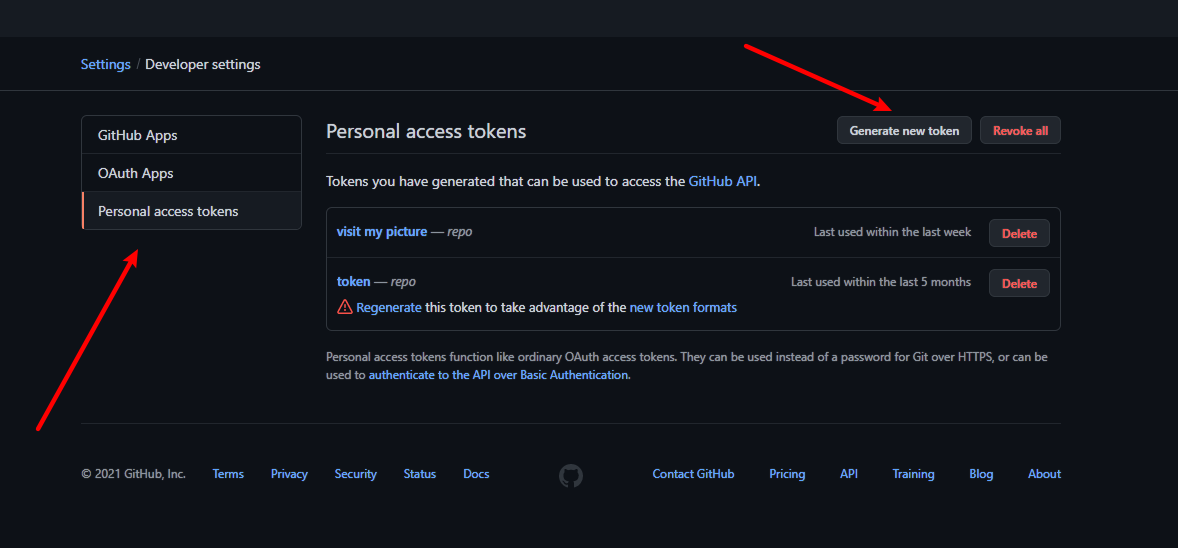 Settings / Developer settings
GitHub Apps
OAuth Apps
Personal access tokens
Personal access tokens
Generate new token
Revoke all
Tokens you have generated that can be used to access the GitHub API.
visit my picture — repo
Last used within the last week
Delete
token — repo
Last used within the last 5 months
Delete
Regenerate this token to take advantage of the new token formats
Personal access tokens function like ordinary OAuth access tokens. They can be used instead of a password for Git over HTTPS, or can be
used to authenticate to the API over Basic Authentication.
© 2021 GitHub, Inc. Terms Privacy Security Status Docs Contact GitHub Pricing API Training Blog About